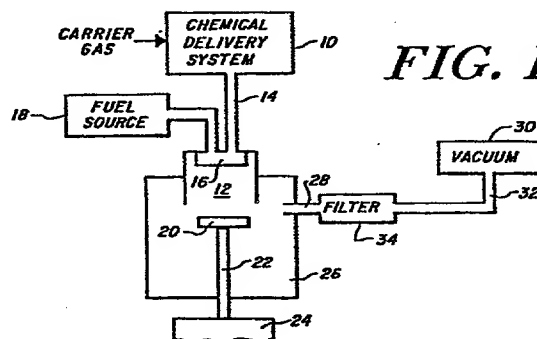 CARRIER
GAS
CHEMICAL
DELIVERY
SYSTEM
10
FIG. 1
14
18
FUEL
SOURCE
30
VACUUM
16
12
28
FILTER
32
20
34
22
26
24